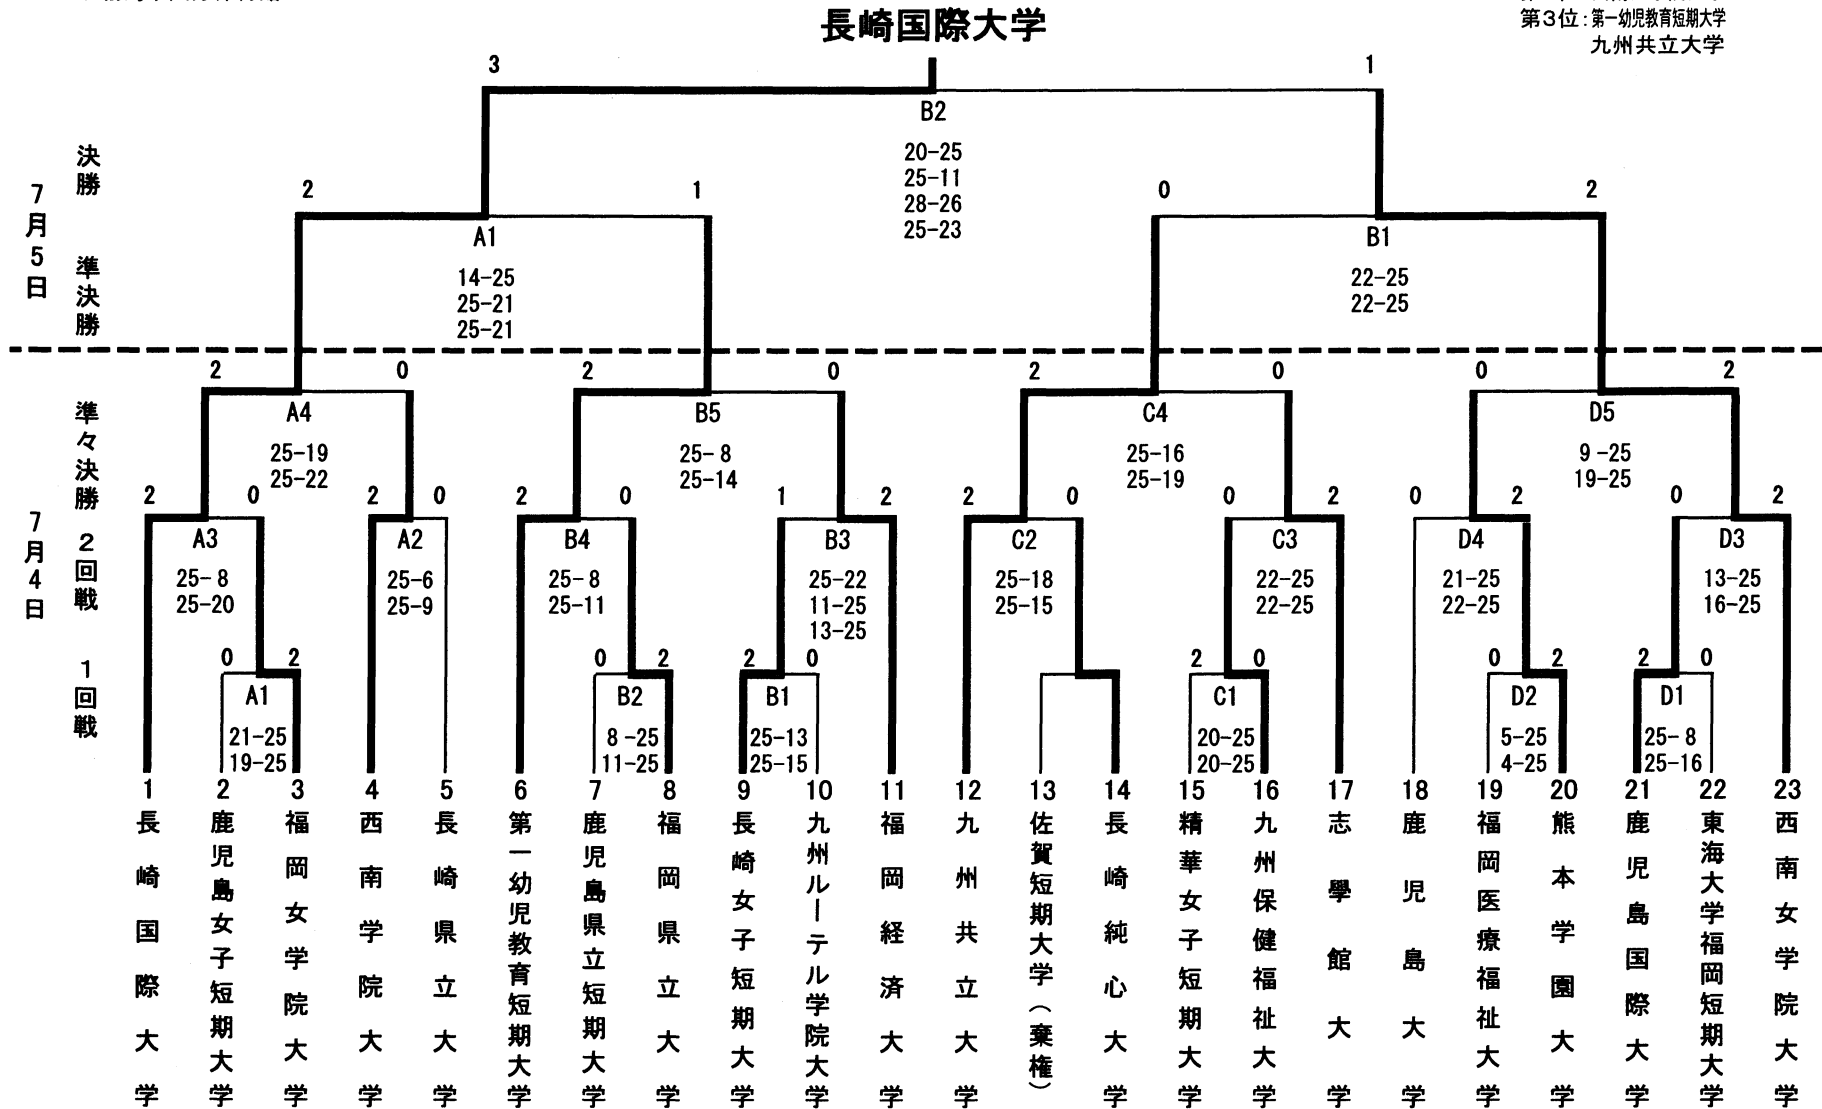 長崎国際大学
第3位:第一幼児教育短期大学
九州共立大学
3
1
B2
20-25
25-11
28-26
25-23
7月5日
決勝
準決勝
2
1
A1
14-25
25-21
25-21
0
2
B1
22-25
22-25
7月4日
準々決勝
2回戦
1回戦
2
0
A4
25-19
25-22
2
0
B5
25- 8
25-14
2
0
C4
25-16
25-19
0
2
D5
9 -25
19-25
2
0
A3
25- 8
25-20
2
0
A2
25-6
25-9
2
0
B4
25- 8
25-11
1
2
B3
25-22
11-25
13-25
2
0
C2
25-18
25-15
0
2
C3
22-25
22-25
0
2
D4
21-25
22-25
0
2
D3
13-25
16-25
0
2
A1
21-25
19-25
0
2
B2
8 -25
11-25
2
0
B1
25-13
25-15
2
0
C1
20-25
20-25
0
2
D2
5-25
4-25
2
0
D1
25- 8
25-16
1
長崎国際大学
2
鹿児島女子短期大学
3
福岡女学院大学
4
西南学院大学
5
長崎県立大学
6
第一幼児教育短期大学
7
鹿児島県立短期大学
8
福岡県立大学
9
長崎女子短期大学
10
九州ルーテル学院大学
11
福岡経済大学
12
九州共立大学
13
佐賀短期大学(棄権)
14
長崎純心大学
15
精華女子短期大学
16
九州保健福祉大学
17
志學館大学
18
鹿児島大学
19
福岡医療福祉大学
20
熊本学園大学
21
鹿児島国際大学
22
東海大学福岡短期大学
23
西南女学院大学